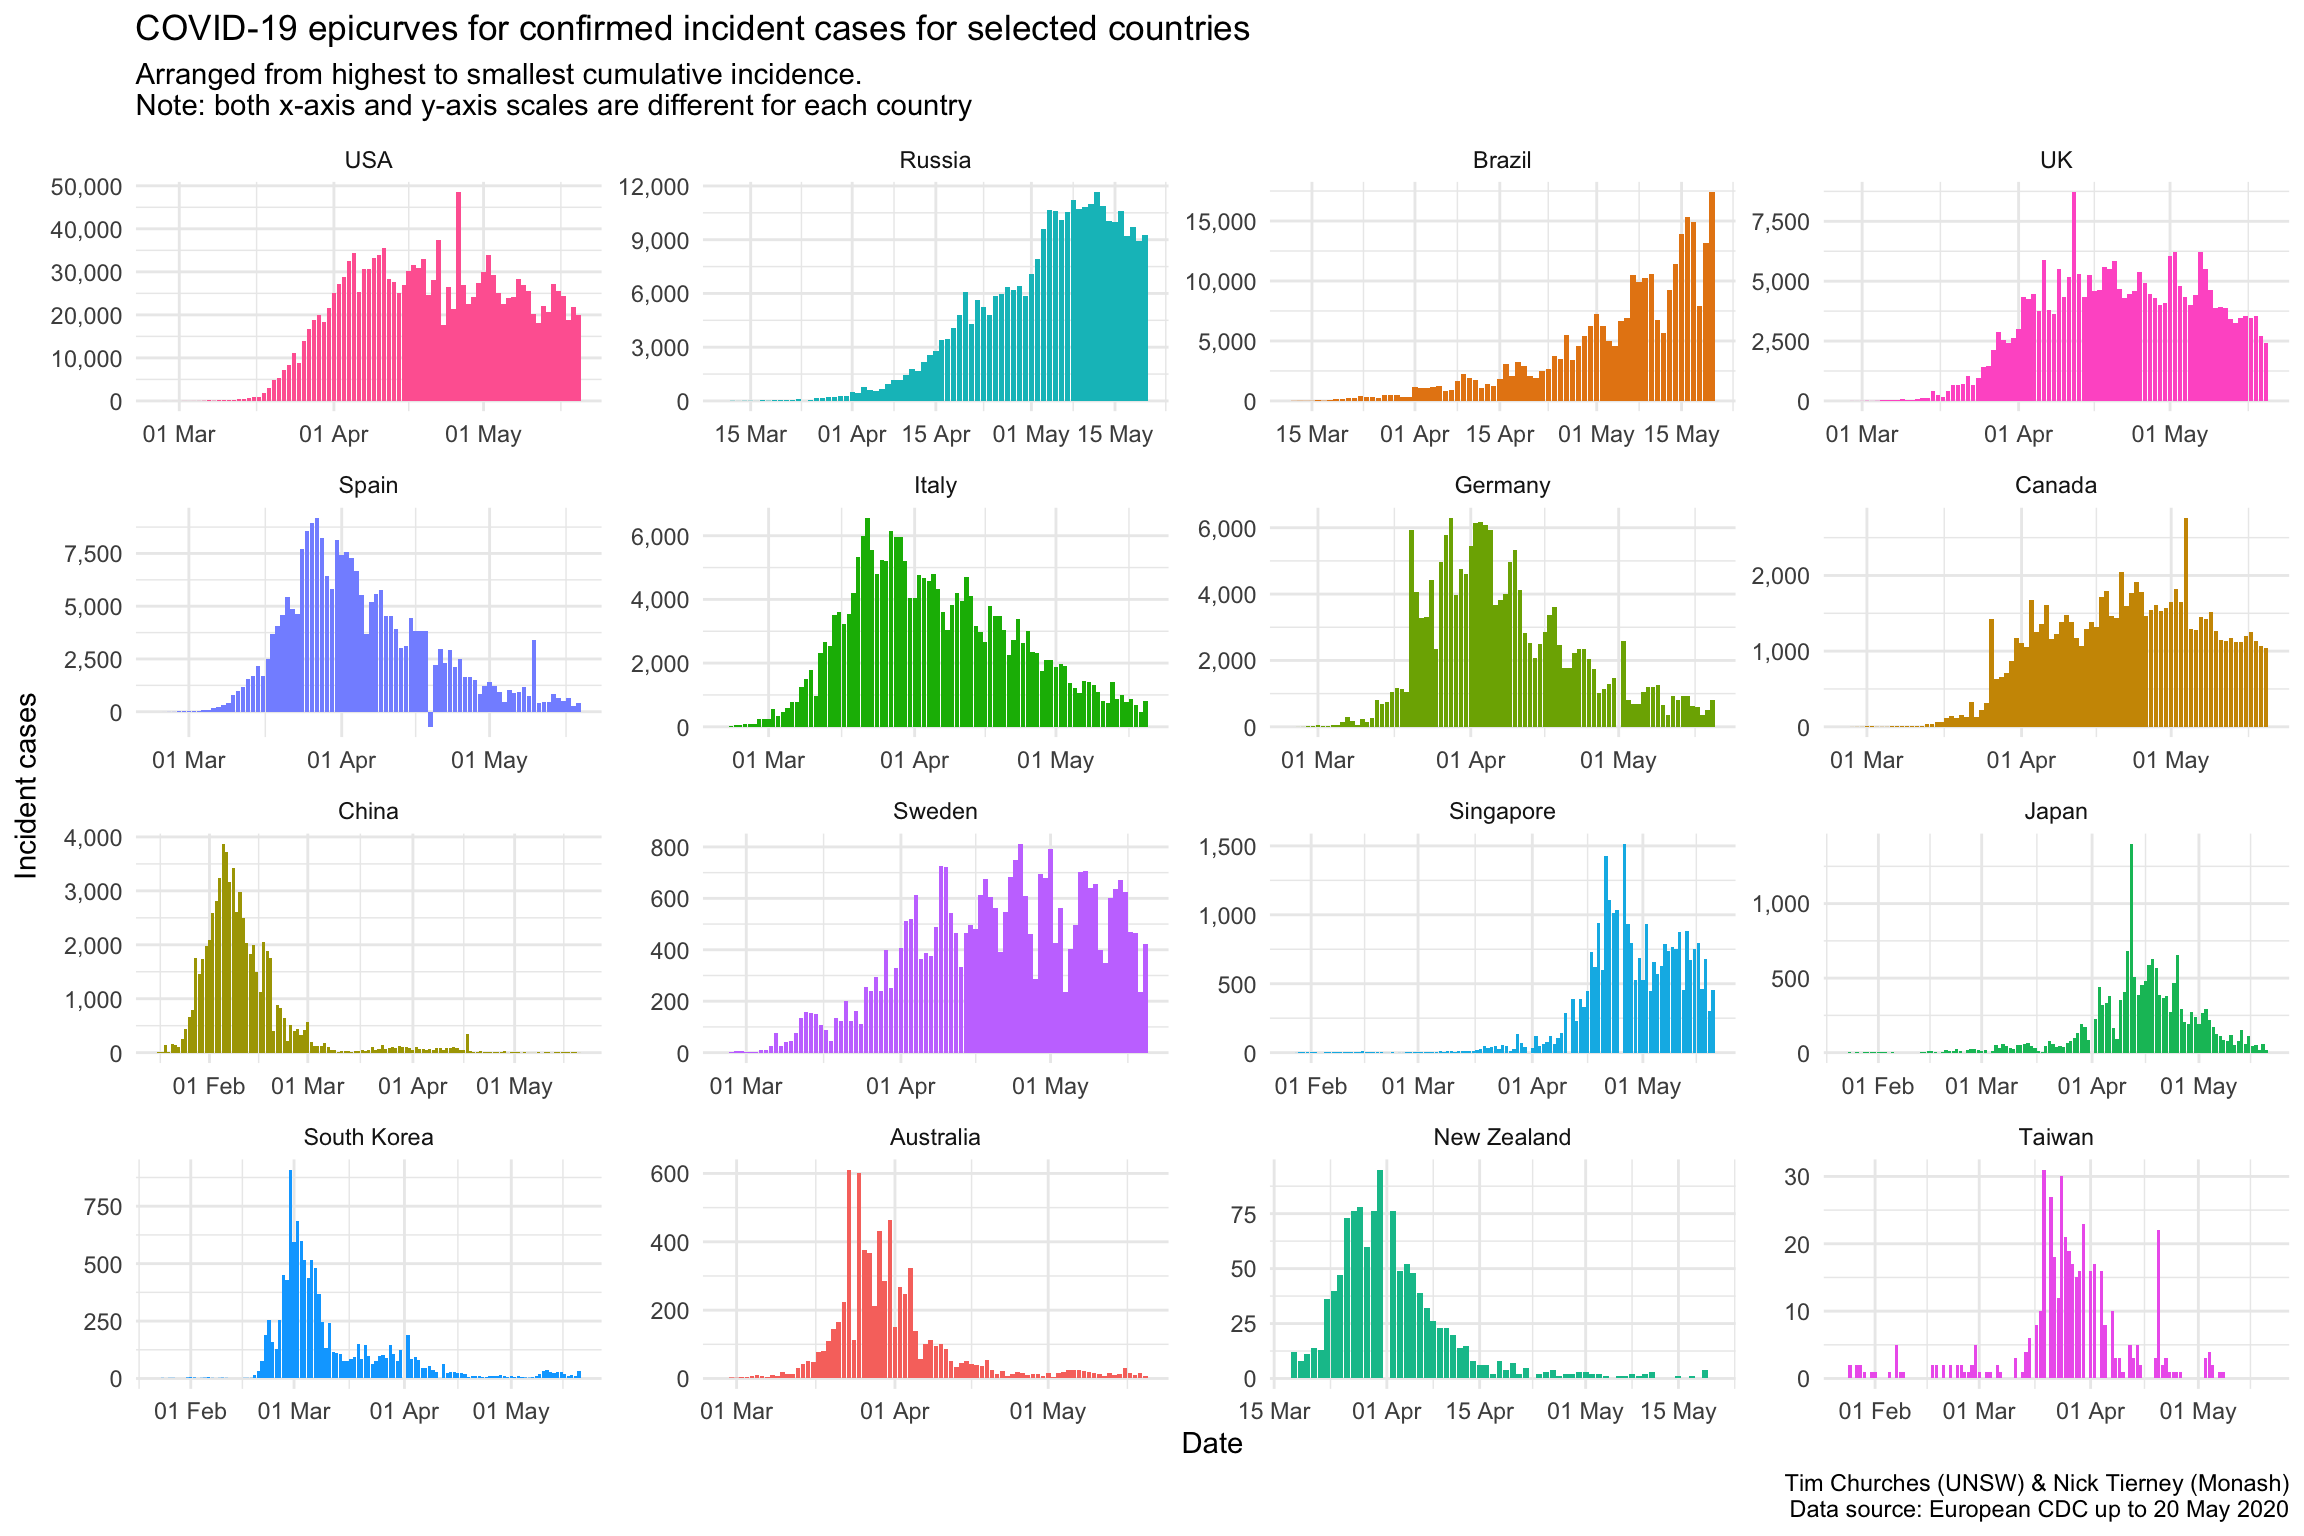 COVID-19 epicurves for confirmed incident cases for selected countries
Arranged from highest to smallest cumulative incidence.
Note: both x-axis and y-axis scales are different for each country
Incident cases
USA
50,000
40,000
30,000
20,000
10,000
0
01 Mar 01 Apr 01 May
Russia
12,000
9,000
6,000
3,000
0
15 Mar 01 Apr 15 Apr 01 May 15 May
Brazil
15,000
10,000
5,000
0
15 Mar 01 Apr 15 Apr 01 May 15 May
UK
7,500
5,000
2,500
0
01 Mar 01 Apr 01 May
Spain
7,500
5,000
2,500
0
01 Mar 01 Apr 01 May
Italy
6,000
4,000
2,000
0
01 Mar 01 Apr 01 May
Germany
6,000
4,000
2,000
0
01 Mar 01 Apr 01 May
Canada
2,000
1,000
0
01 Mar 01 Apr 01 May
China
4,000
3,000
2,000
1,000
0
01 Feb 01 Mar 01 Apr 01 May
Sweden
800
600
400
200
0
01 Mar 01 Apr 01 May
Singapore
1,500
1,000
500
0
01 Feb 01 Mar 01 Apr 01 May
Japan
1,000
500
0
01 Feb 01 Mar 01 Apr 01 May
South Korea
750
500
250
0
01 Feb 01 Mar 01 Apr 01 May
Australia
600
400
200
0
01 Mar 01 Apr 01 May
New Zealand
75
50
25
0
15 Mar 01 Apr 15 Apr 01 May 15 May
Taiwan
30
20
10
0
01 Feb 01 Mar 01 Apr 01 May
Date
Tim Churches (UNSW) & Nick Tierney (Monash)
Data source: European CDC up to 20 May 2020